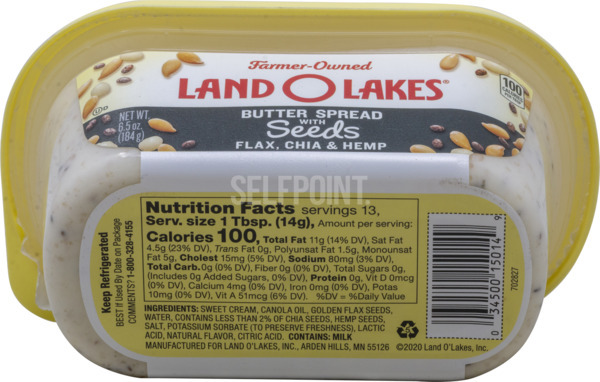 Farmer-Owned
LAND O LAKES®
BUTTER SPREAD
WITH
Seeds
FLAX, CHIA & HEMP
NET WT
6.5 oz.
(184g)
100
SELFPOINT.
Nutrition Facts servings 13,
Serv. size 1 Tbsp. (14g), Amount per serving:
Calories 100, Total Fat 11g (14% DV), Sat Fat
4.5g (23% DV), Trans Fat 0g, Polyunsat Fat 1.5g, Monounsat
Fat 5g, Cholest 15mg (5% DV), Sodium 80mg (3% DV),
Total Carb. 0g (0% DV), Fiber 0g (0% DV), Total Sugars 0g,
(Includes 0g Added Sugars, 0% DV), Protein 0g, Vit D 0mcg
(0% DV), Calcium 4mg (0% DV), Iron 0mg (0% DV), Potas
10mg (0% DV), Vit A 51mcg (6% DV). %DV = %Daily Value
INGREDIENTS: SWEET CREAM, CANOLA OIL, GOLDEN FLAX SEEDS,
WATER, CONTAINS LESS THAN 2% OF CHIA SEEDS, HEMP SEEDS,
SALT, POTASSIUM SORBATE (TO PRESERVE FRESHNESS), LACTIC
ACID, NATURAL FLAVOR, CITRIC ACID. CONTAINS: MILK
MANUFACTURED FOR LAND O'LAKES, INC., ARDEN HILLS, MN 55126
©2020 Land O'Lakes, Inc.
Keep Refrigerated
BEST If Used By Date on Package
COMMENTS? 1-800-328-4155
0 34500 15014 9
702827